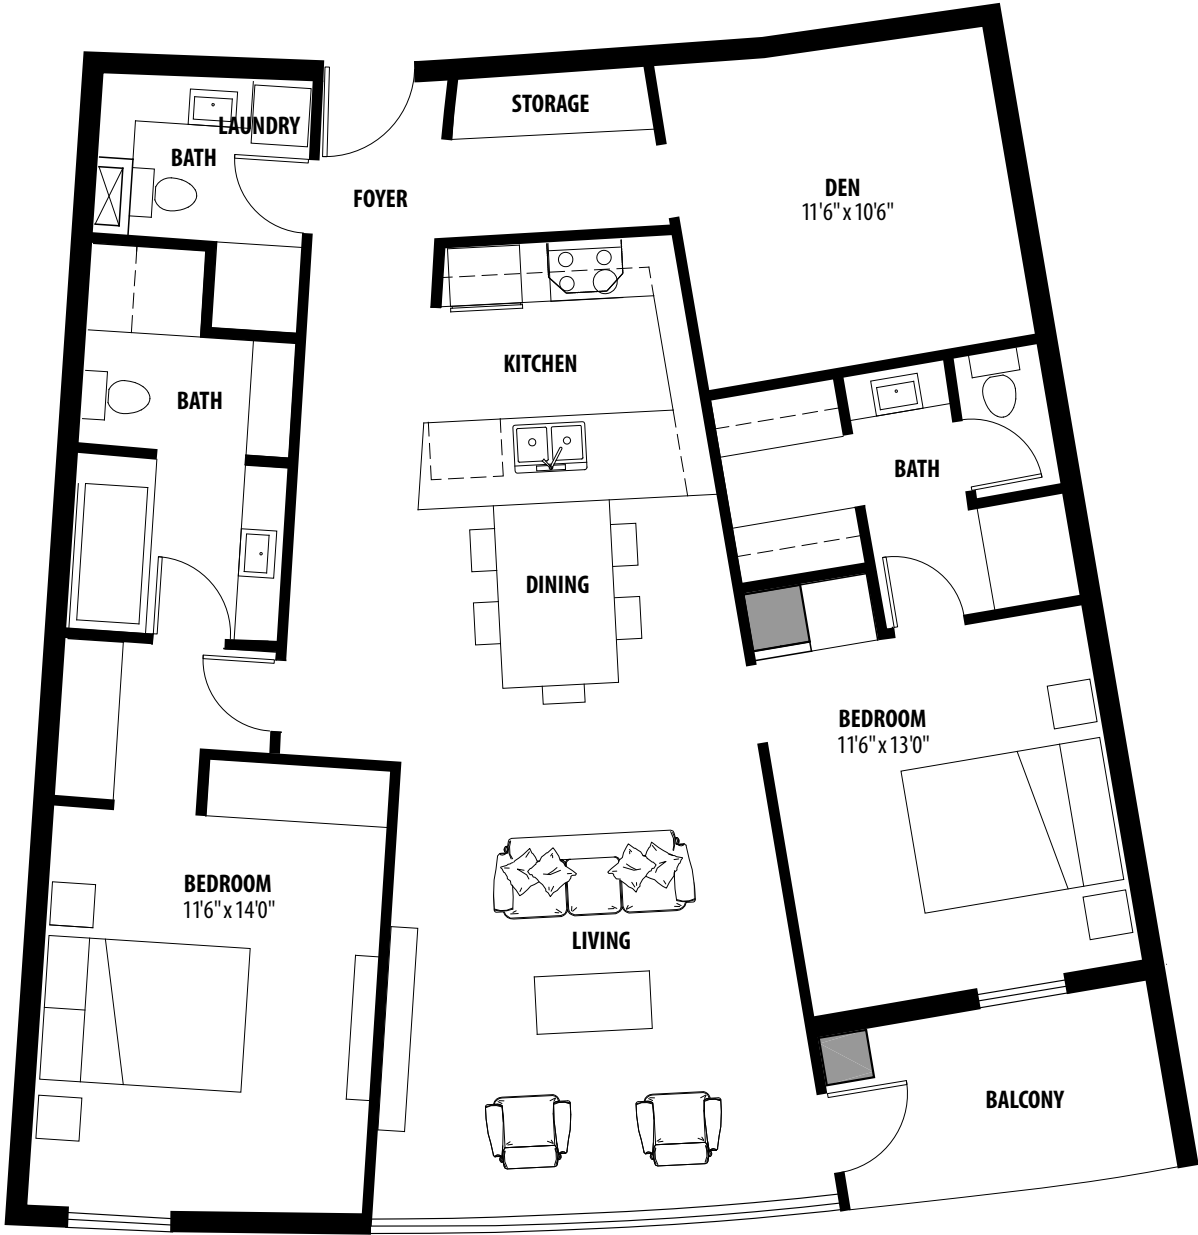 STORAGE
LAUNDRY
BATH
FOYER
DEN
11'6" x 10'6"
KITCHEN
BATH
BATH
DINING
BEDROOM
11'6" x 13'0"
BEDROOM
11'6" x 14'0"
LIVING
BALCONY